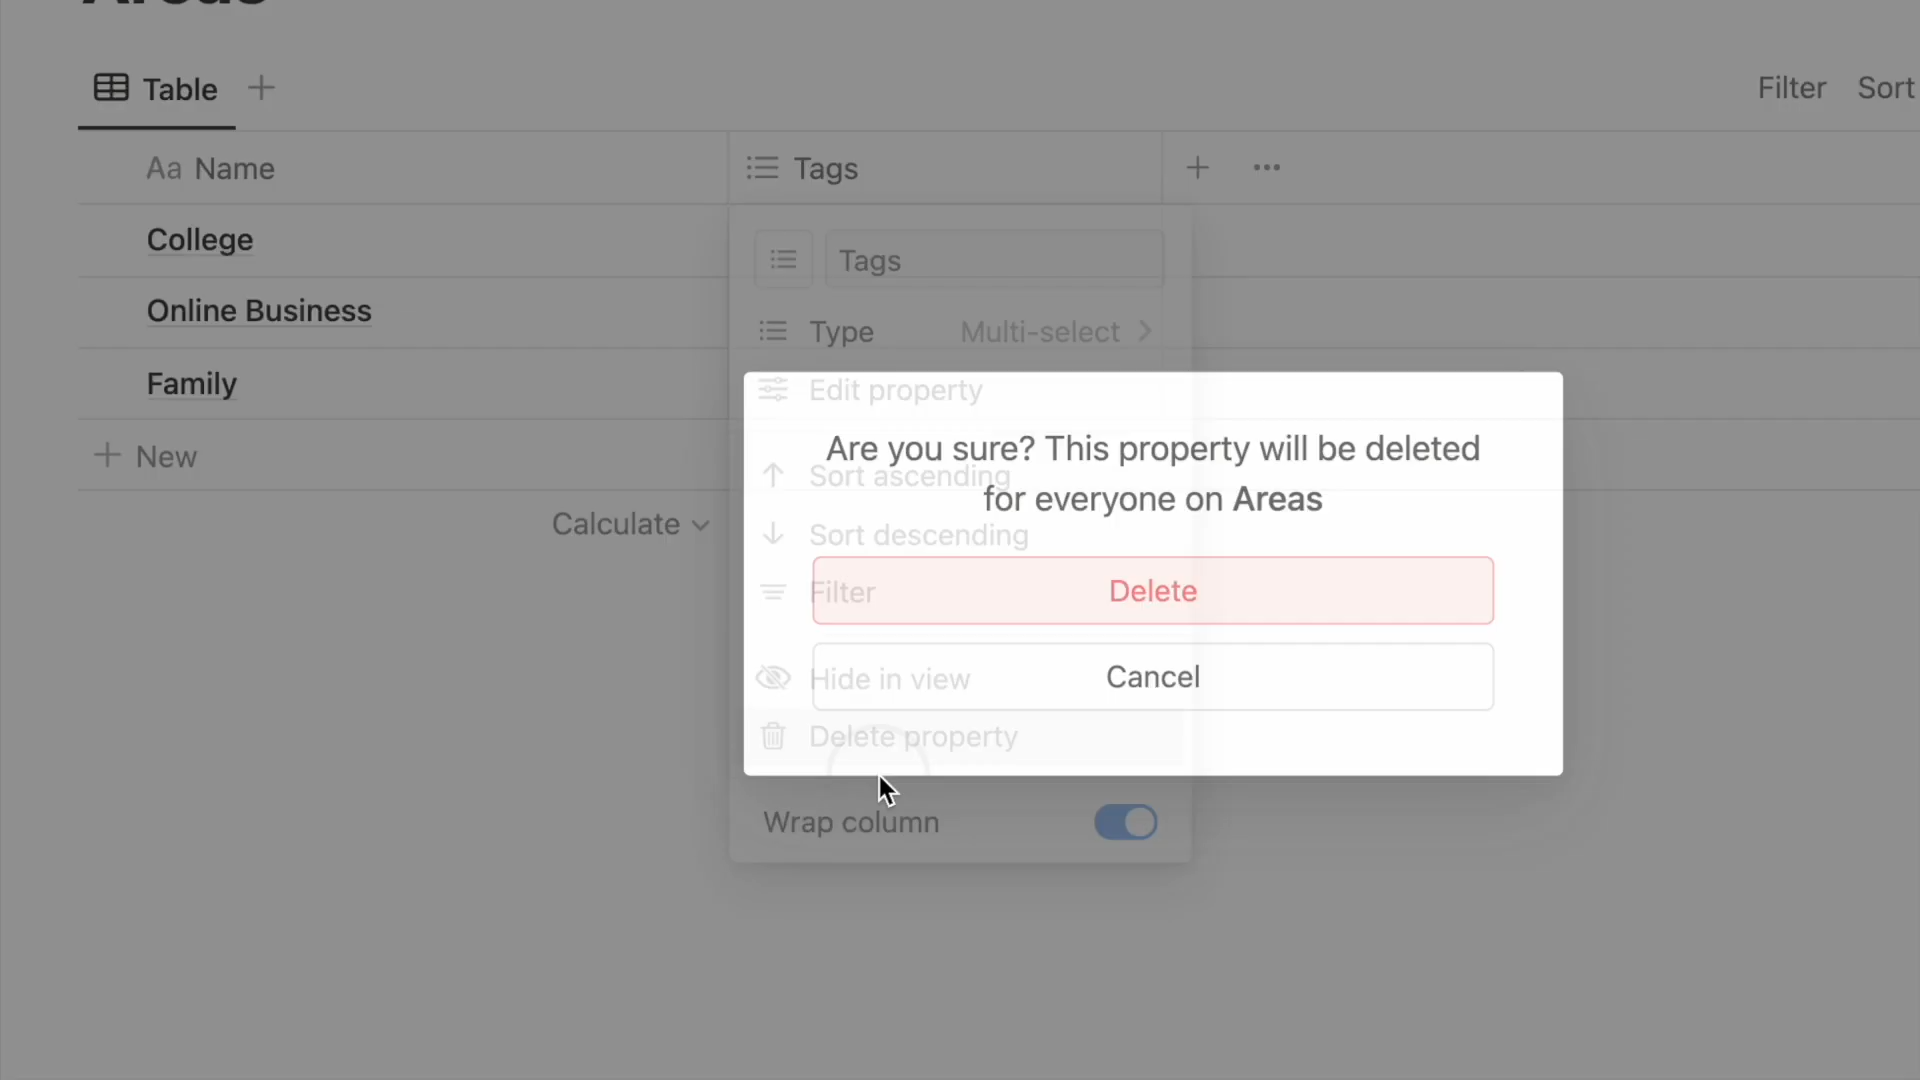 Areas
Table
Filter Sort
Aa Name
Tags
College
Tags
Online Business
Type Multi-select
Family
Edit property
Are you sure? This property will be deleted
for everyone on Areas
New
Sort ascending
Calculate
Sort descending
Filter
Delete
Hide in view
Cancel
Delete property
Wrap column